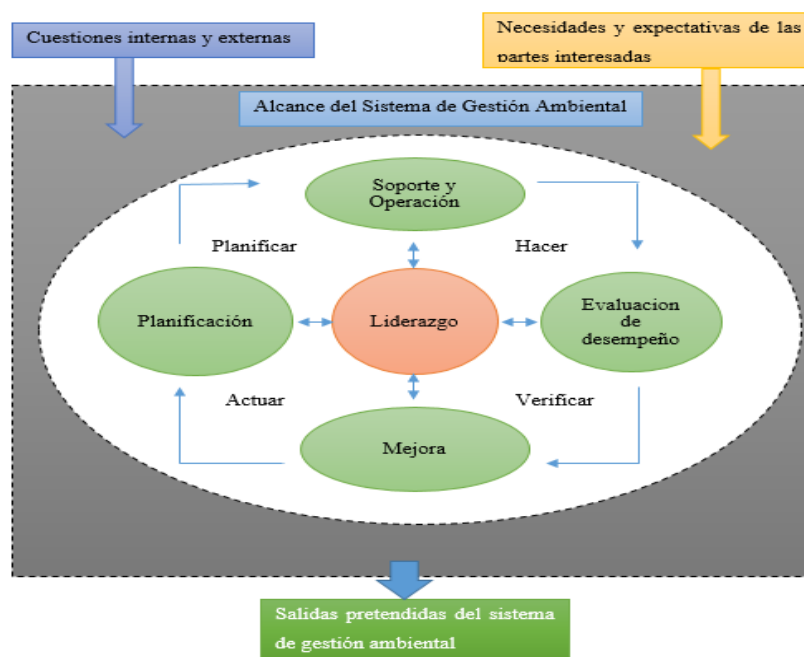 Cuestiones internas y externas
Necesidades y expectativas de las
partes interesadas
Alcance del Sistema de Gestión Ambiental
Soporte y
Operación
Planificar
Hacer
Planificación
Liderazgo
Evaluacion
de
desempeño
Actuar
Verificar
Mejora
Salidas pretendidas del sistema
de gestión ambiental